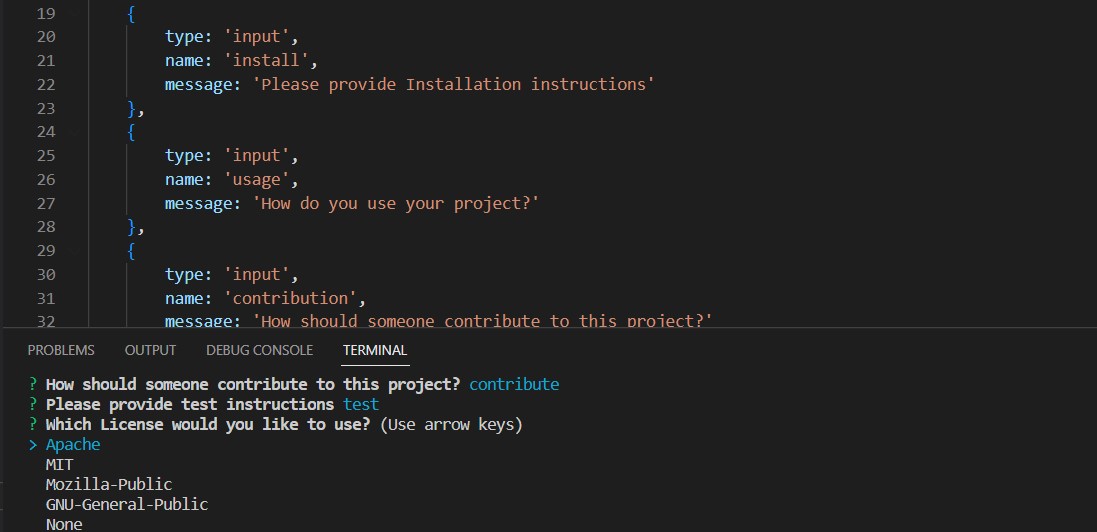 19 {
20 type: 'input',
21 name: 'install',
22 message: 'Please provide Installation instructions'
23 },
24 {
25 type: 'input',
26 name: 'usage',
27 message: 'How do you use your project?'
28 },
29 {
30 type: 'input',
31 name: 'contribution',
32 message: 'How should someone contribute to this project?'
PROBLEMS OUTPUT DEBUG CONSOLE TERMINAL
? How should someone contribute to this project? contribute
? Please provide test instructions test
? Which License would you like to use? (Use arrow keys)
> Apache
MIT
Mozilla-Public
GNU-General-Public
None